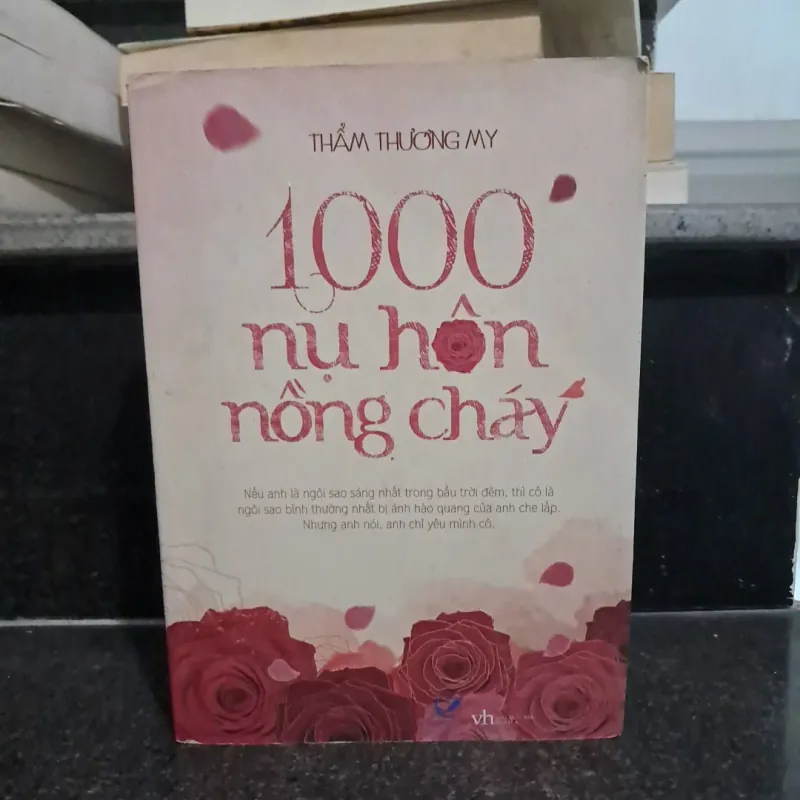 THẨM THƯƠNG MY
1000
nụ hôn
nồng cháy
Nếu anh là ngôi sao sáng nhất trong bầu trời đêm, thì cô là
ngôi sao bình thường nhất bị ánh hào quang của anh che lấp.
Nhưng anh nói, anh chỉ yêu mình cô.
vh